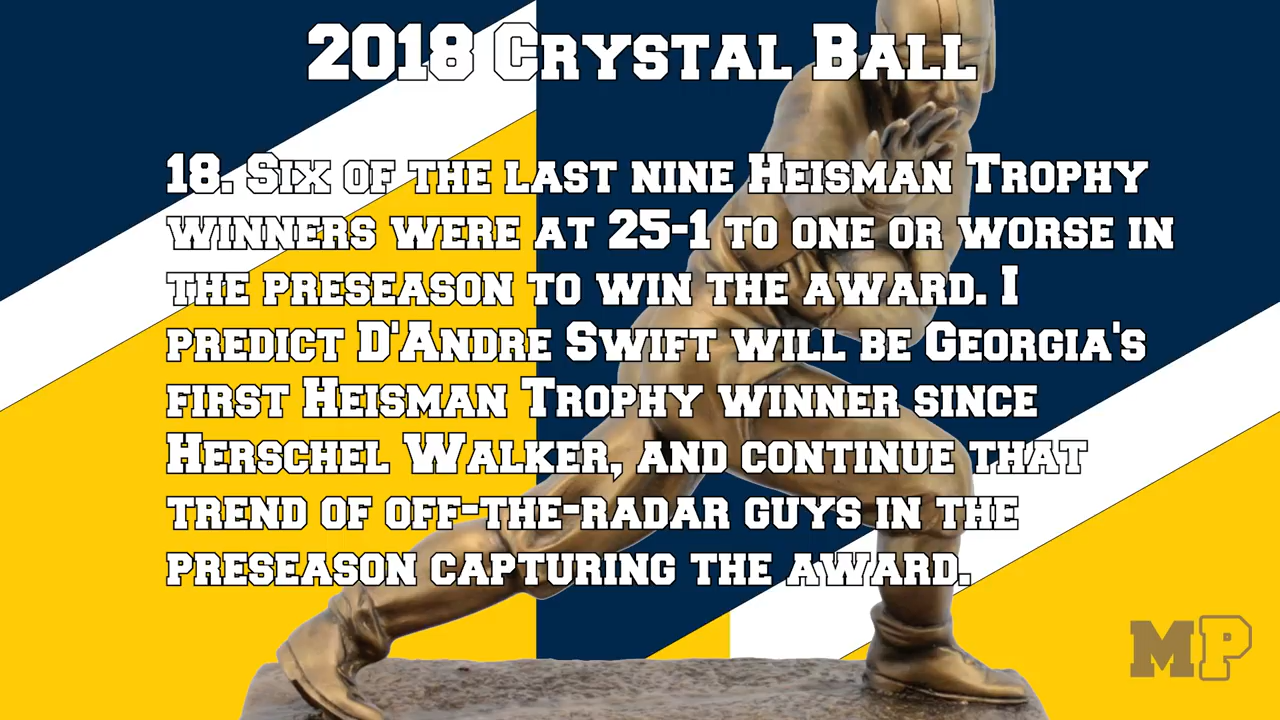 2018 Crystal Ball
18. Six of the last nine Heisman Trophy
winners were at 25-1 to one or worse in
the preseason to win the award. I
predict D'Andre Swift will be Georgia's
first Heisman Trophy winner since
Herschel Walker, and continue that
trend of off-the-radar guys in the
preseason capturing the award.
MP